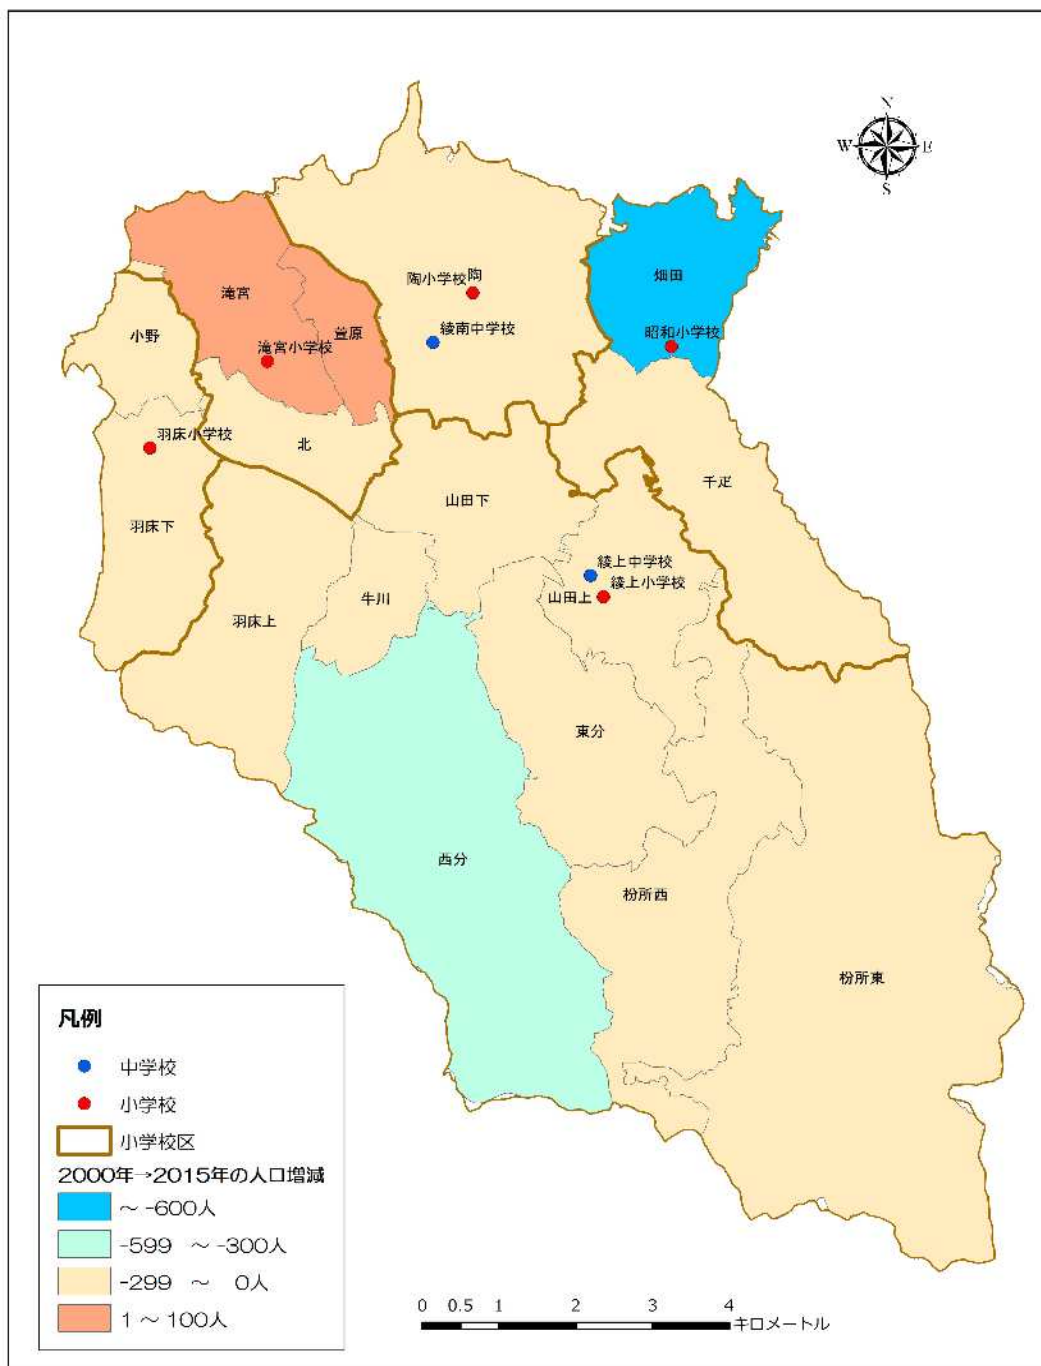 N
W
E
S
畑田
昭和小学校
陶小学校
陶
綾南中学校
滝宮
萱原
滝宮小学校
小野
羽床小学校
北
羽床下
千疋
山田下
綾上中学校
綾上小学校
山田上
牛川
羽床上
東分
西分
枌所西
枌所東
凡例
中学校
小学校
小学校区
2000年→2015年の人口増減
～ -600人
-599 ～ -300人
-299 ～ 0人
1 ～ 100人
0 0.5 1 2 3 4
キロメートル